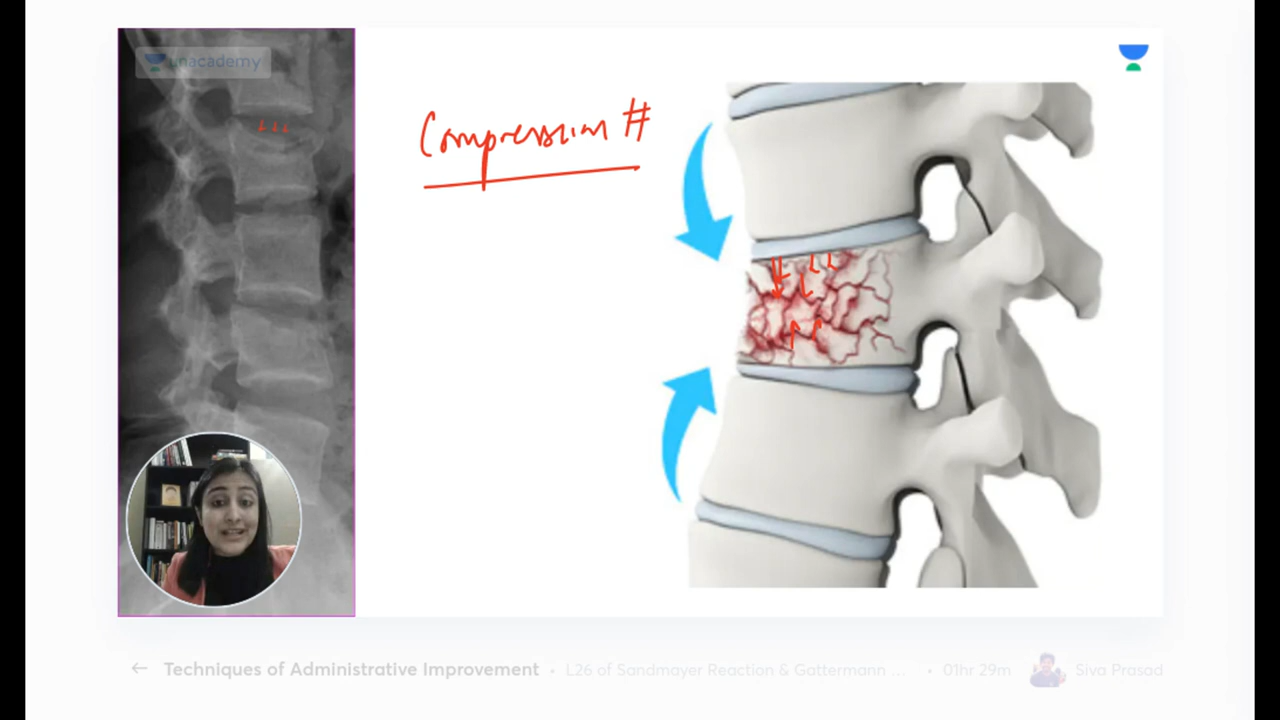 unacademy
Compression #
Techniques of Administrative Improvement • L26 of Sandmayer Reaction & Gattermann ... • 01hr 29m Siva Prasad